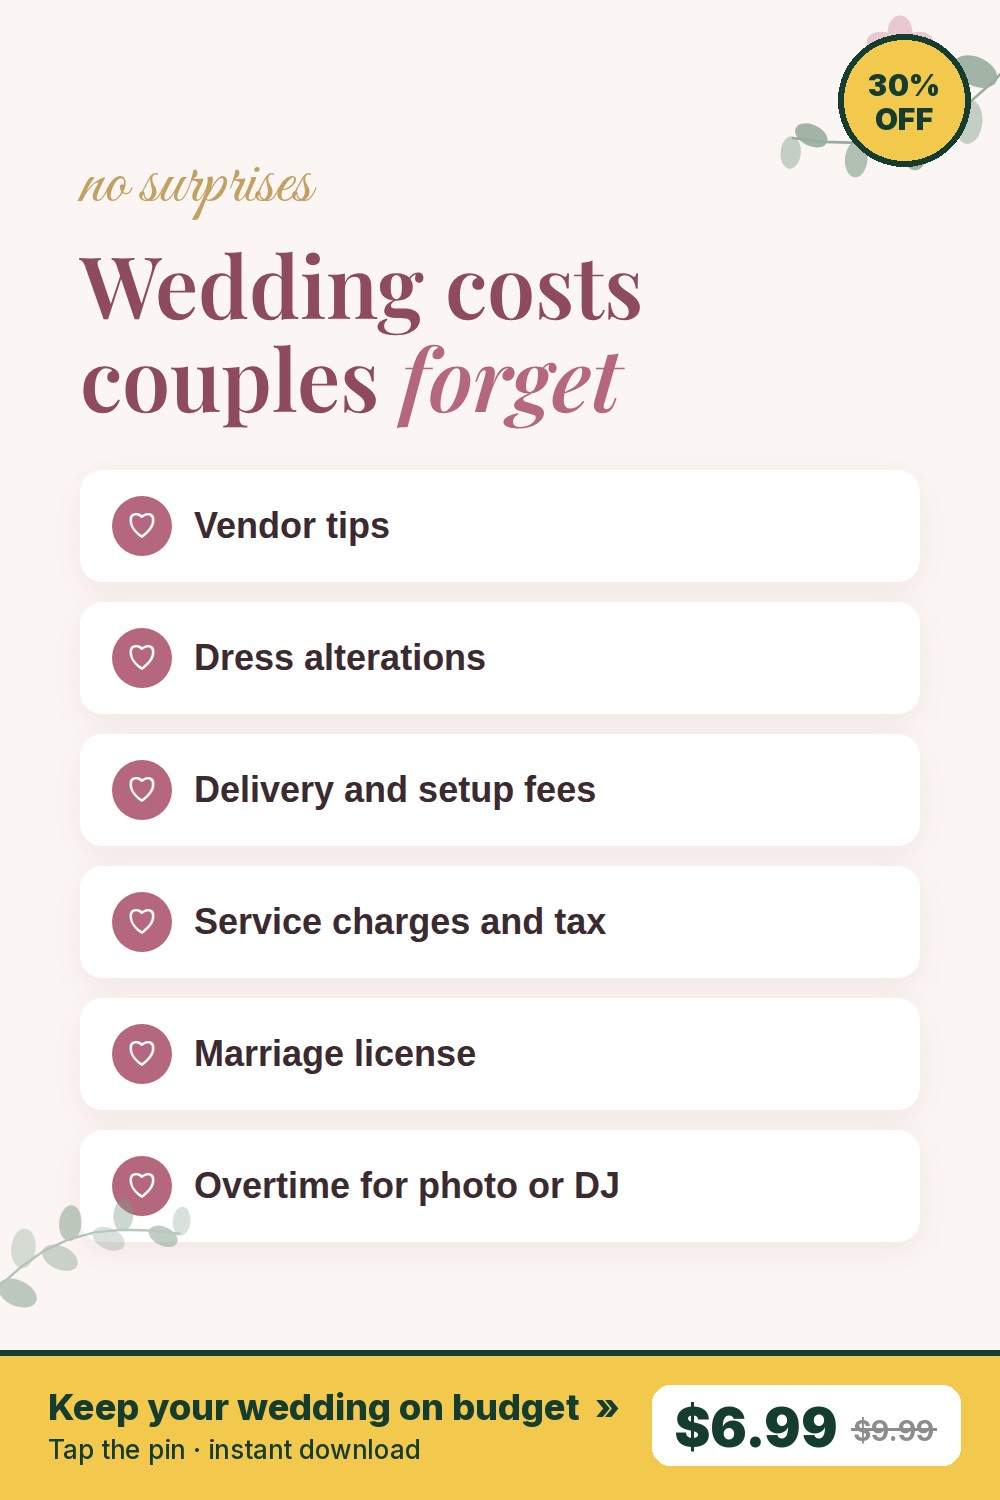 30%
OFF
no surprises
Wedding costs
couples forget
Vendor tips
Dress alterations
Delivery and setup fees
Service charges and tax
Marriage license
Overtime for photo or DJ
Keep your wedding on budget »
Tap the pin · instant download
$6.99 $9.99